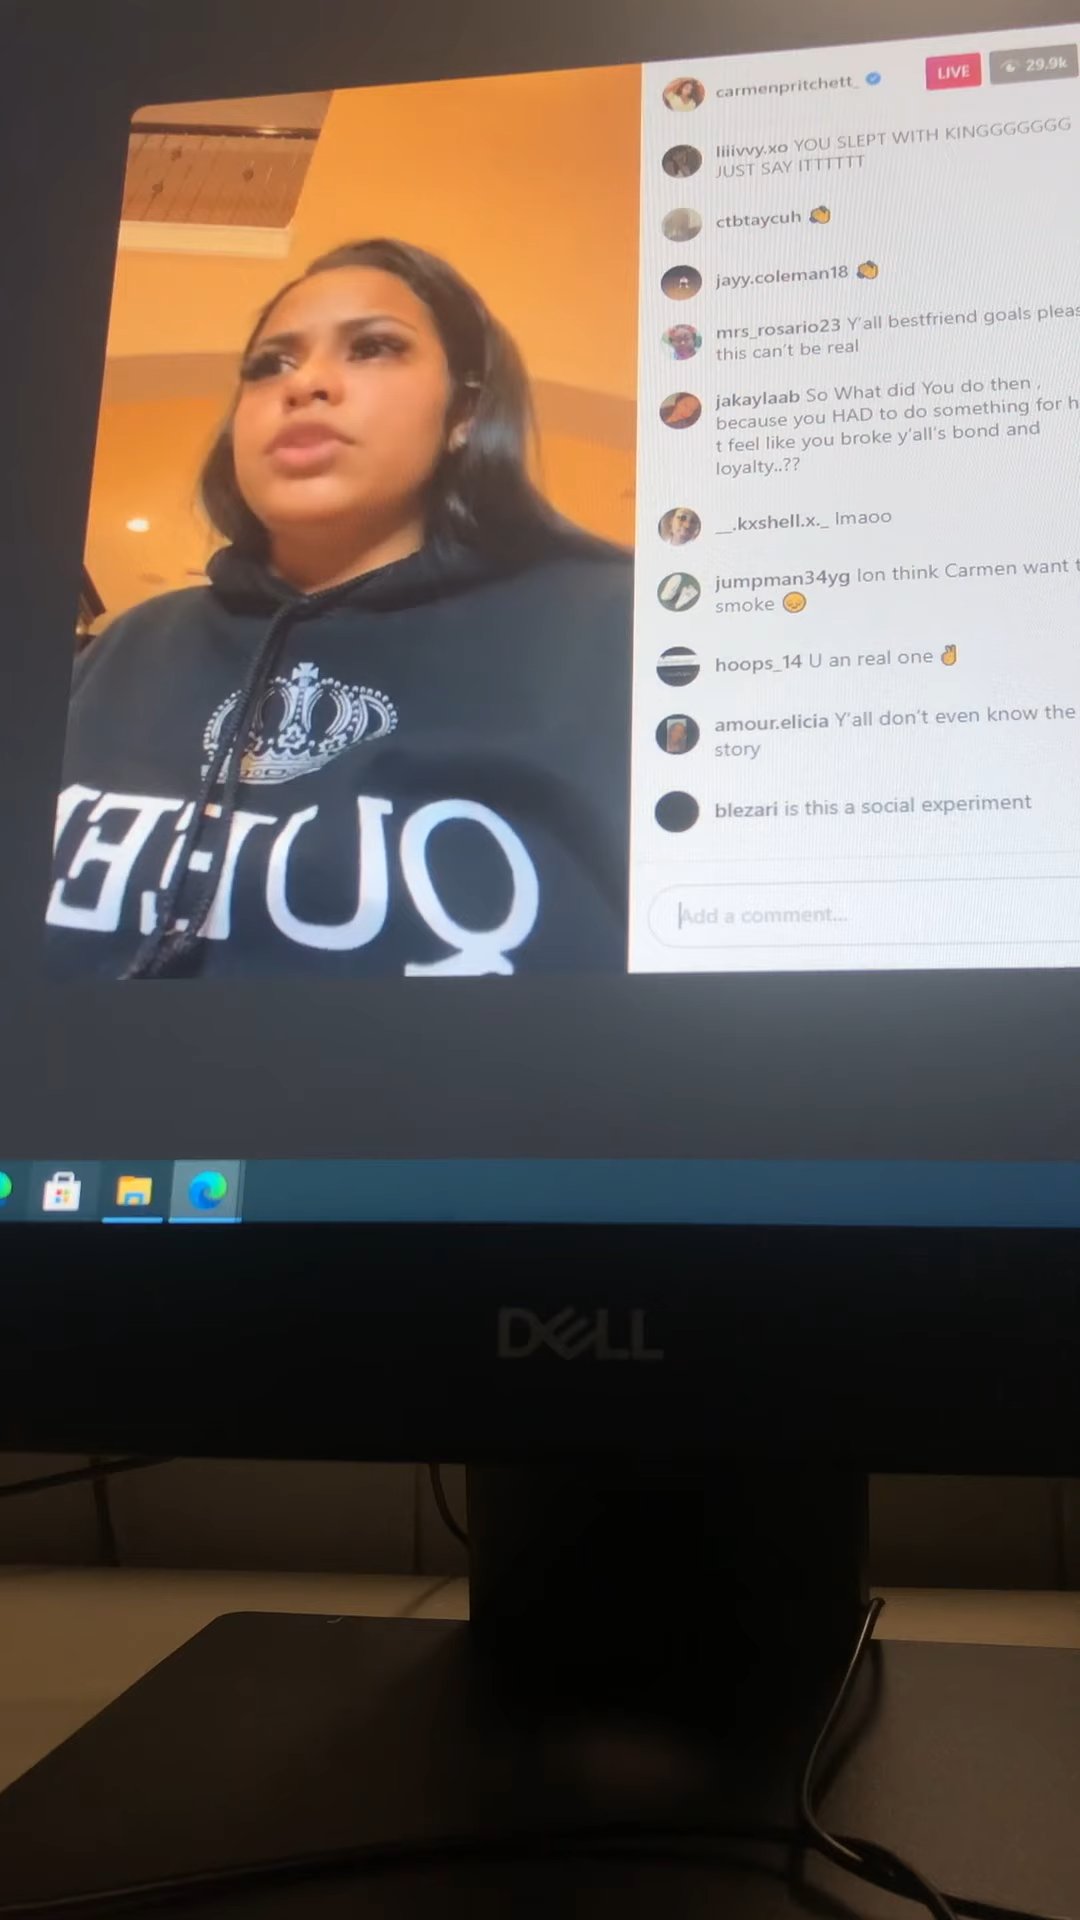 carmenpritchett_
LIVE
29.9k
liiivvy.xo YOU SLEPT WITH KINGGGGGGG
JUST SAY ITTTTTT
ctbtaycuh 👏
jayy.coleman18 👏
mrs_rosario23 Y'all bestfriend goals pleas
this can't be real
jakaylaab So What did You do then ,
because you HAD to do something for h
t feel like you broke y'all's bond and
loyalty..??
__.kxshell.x._ lmaoo
jumpman34yg Ion think Carmen want t
smoke 😔
hoops_14 U an real one ✌
amour.elicia Y'all don't even know the
story
blezari is this a social experiment
Add a comment...
QUEE
DELL